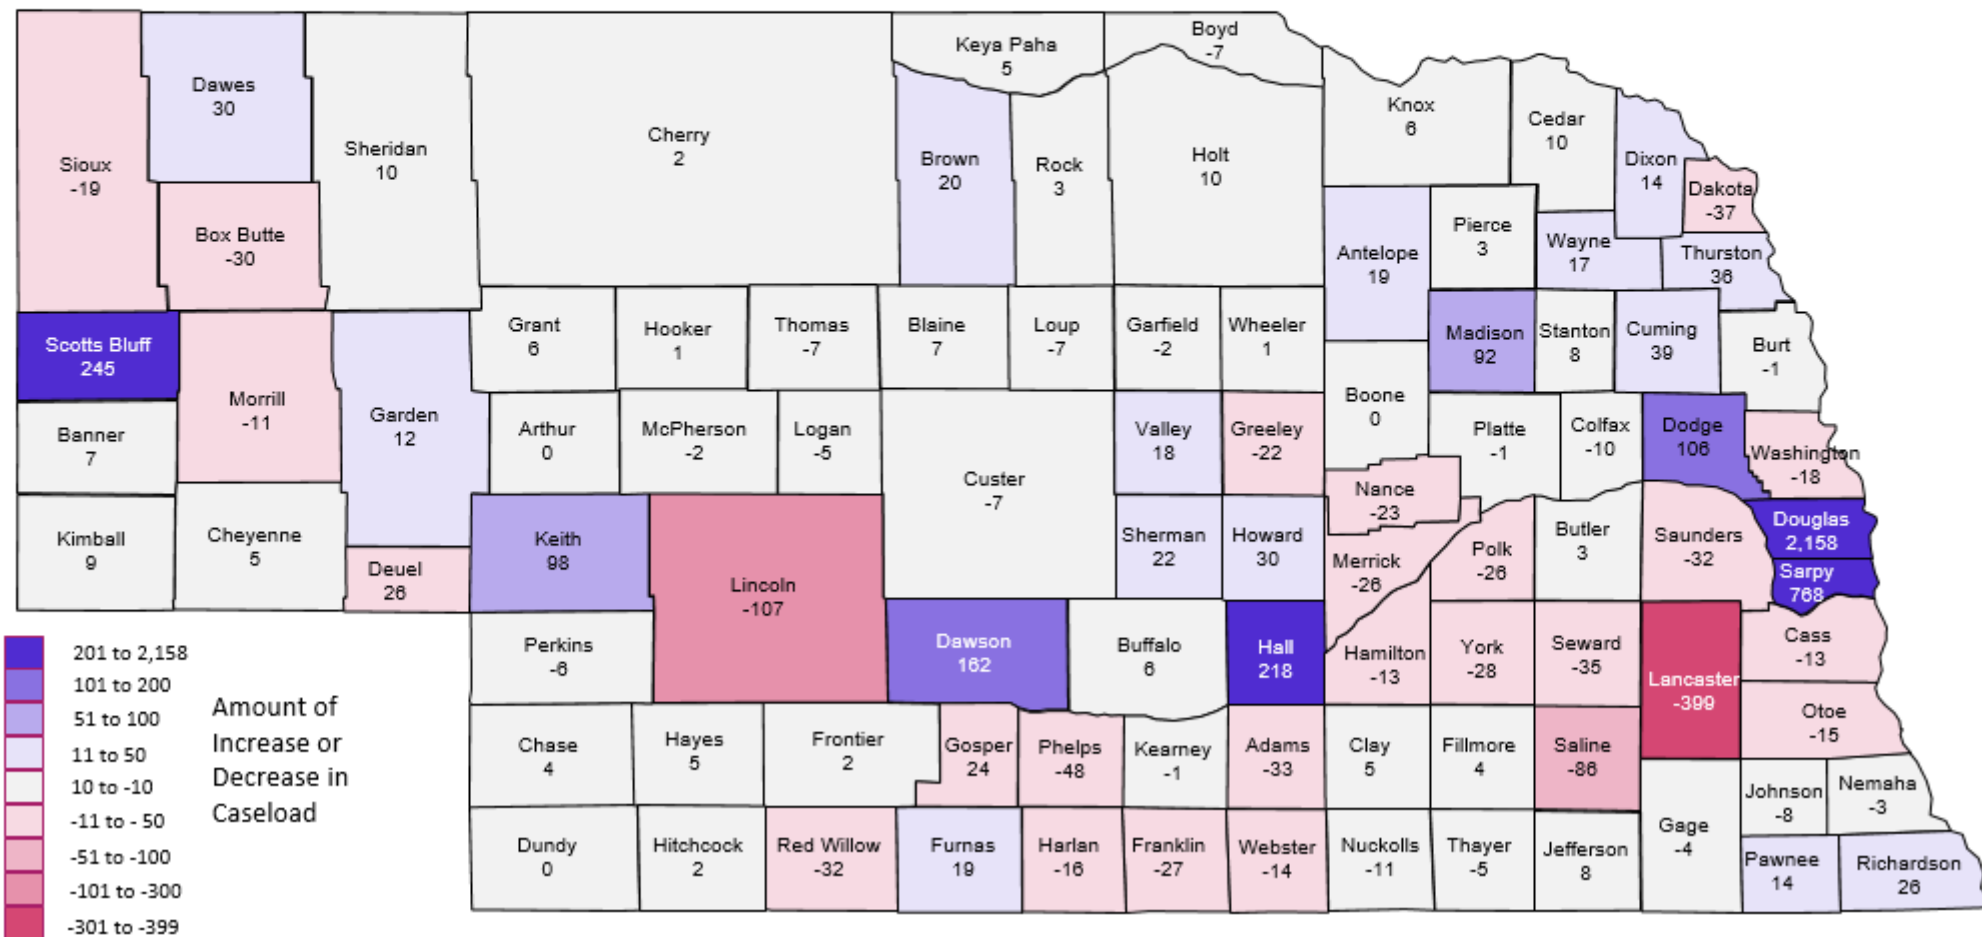 Boyd
-7
Keya Paha
5
Dawes
30
Knox
6
Cedar
10
Sheridan
10
Cherry
2
Sioux
-19
Brown
20
Rock
3
Holt
10
Dixon
14
Dakota
-37
Box Butte
-30
Antelope
19
Pierce
3
Wayne
17
Thurston
36
Scotts Bluff
245
Grant
6
Hooker
1
Thomas
-7
Blaine
7
Loup
-7
Garfield
-2
Wheeler
1
Madison
92
Stanton
8
Cuming
39
Burt
-1
Morrill
-11
Garden
12
Boone
0
Banner
7
Arthur
0
McPherson
-2
Logan
-5
Custer
-7
Valley
18
Greeley
-22
Platte
-1
Colfax
-10
Dodge
106
Washington
-18
Nance
-23
Kimball
9
Cheyenne
5
Deuel
26
Keith
98
Lincoln
-107
Sherman
22
Howard
30
Merrick
-26
Polk
-26
Butler
3
Saunders
-32
Douglas
2,158
Sarpy
768
Perkins
-6
Dawson
162
Buffalo
6
Hall
218
Hamilton
-13
York
-28
Seward
-35
Lancaster
-399
Cass
-13
Otoe
-15
Chase
4
Hayes
5
Frontier
2
Gosper
24
Phelps
-48
Kearney
-1
Adams
-33
Clay
5
Fillmore
4
Saline
-86
Johnson
-8
Nemaha
-3
Dundy
0
Hitchcock
2
Red Willow
-32
Furnas
19
Harlan
-16
Franklin
-27
Webster
-14
Nuckolls
-11
Thayer
-5
Jefferson
8
Gage
-4
Pawnee
14
Richardson
26
201 to 2,158
101 to 200
51 to 100
11 to 50
10 to -10
-11 to - 50
-51 to -100
-101 to -300
-301 to -399
Amount of
Increase or
Decrease in
Caseload